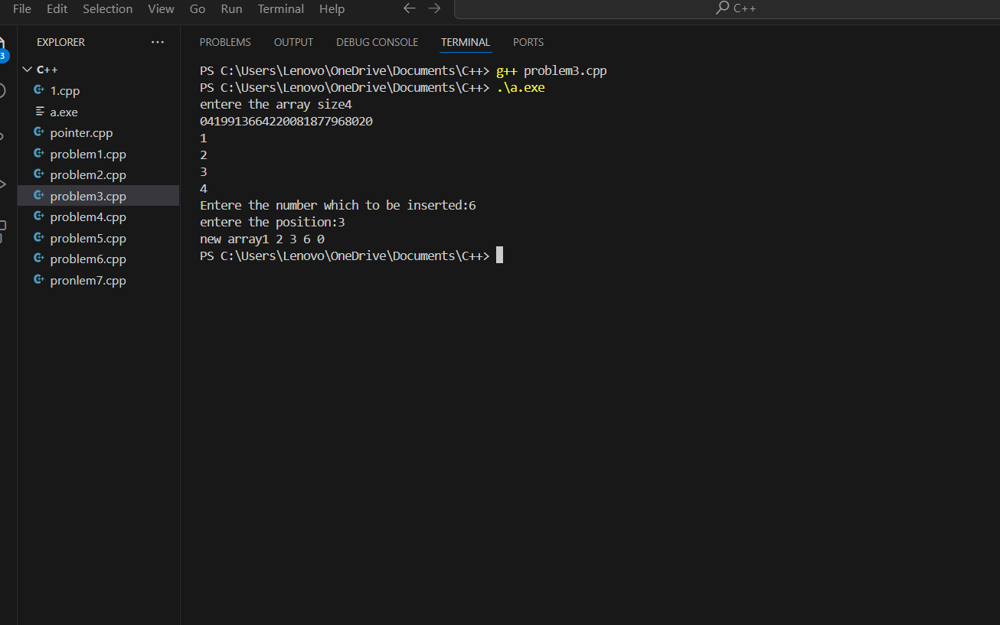 File Edit Selection View Go Run Terminal Help C++
3
EXPLORER ...
C++
1.cpp
a.exe
pointer.cpp
problem1.cpp
problem2.cpp
problem3.cpp
problem4.cpp
problem5.cpp
problem6.cpp
pronlem7.cpp
PROBLEMS OUTPUT DEBUG CONSOLE TERMINAL PORTS
PS C:\Users\Lenovo\OneDrive\Documents\C++> g++ problem3.cpp
PS C:\Users\Lenovo\OneDrive\Documents\C++> .\a.exe
entere the array size4
0419913664220081877968020
1
2
3
4
Entere the number which to be inserted:6
entere the position:3
new array1 2 3 6 0
PS C:\Users\Lenovo\OneDrive\Documents\C++>